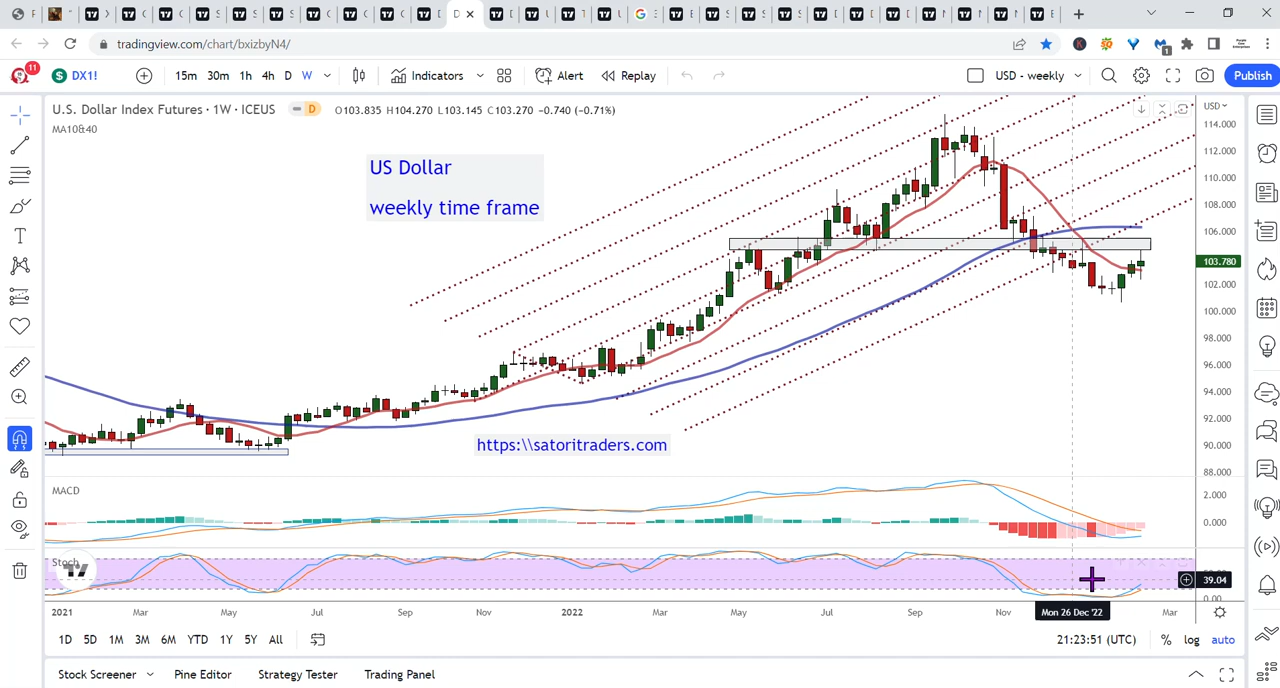 tradingview.com/chart/bxizbyN4/
1
11
DX1!
15m 30m 1h 4h D W
Indicators
Alert
Replay
USD - weekly
Publish
U.S. Dollar Index Futures · 1W · ICEUS
D
O103.835 H104.270 L103.145 C103.270 −0.740 (−0.71%)
MA10&40
USD
114.000
112.000
110.000
108.000
106.000
103.780
102.000
100.000
98.000
96.000
94.000
92.000
90.000
88.000
US Dollar
weekly time frame
https:\\satoritraders.com
MACD
2.000
0.000
Stoch
39.04
0.00
2021 Mar May Jul Sep Nov 2022 Mar May Jul Sep Nov Mon 26 Dec '22 Mar
1D 5D 1M 3M 6M YTD 1Y 5Y All
21:23:51 (UTC) % log auto
Stock Screener Pine Editor Strategy Tester Trading Panel